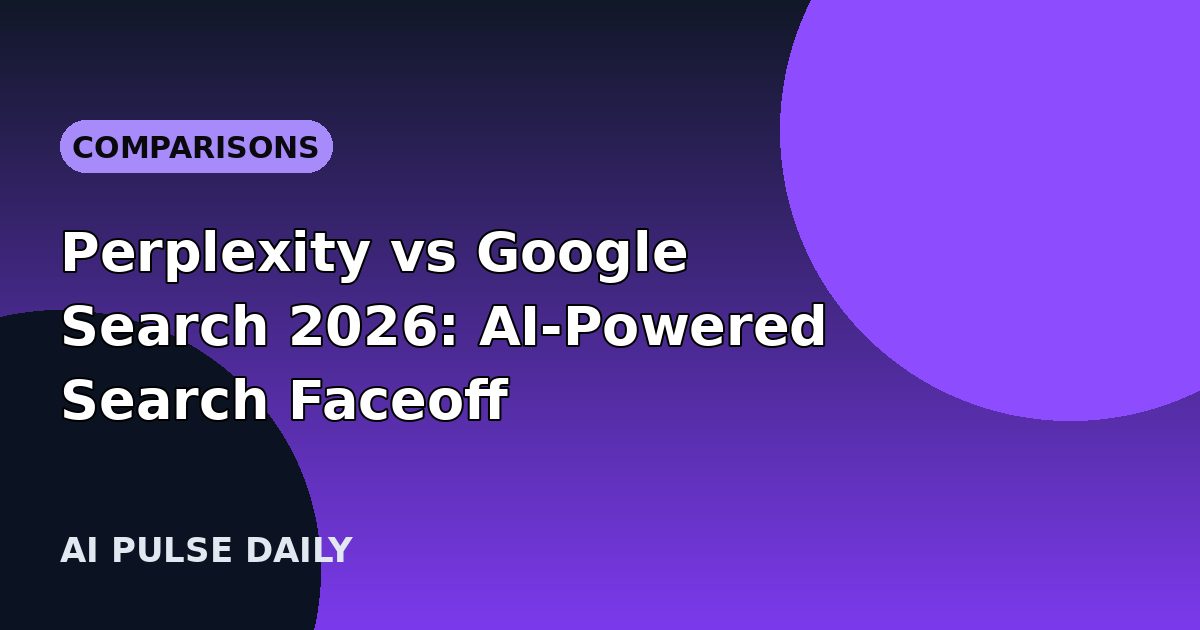 COMPARISONS
Perplexity vs Google
Search 2026: AI-Powered
Search Faceoff
AI PULSE DAILY